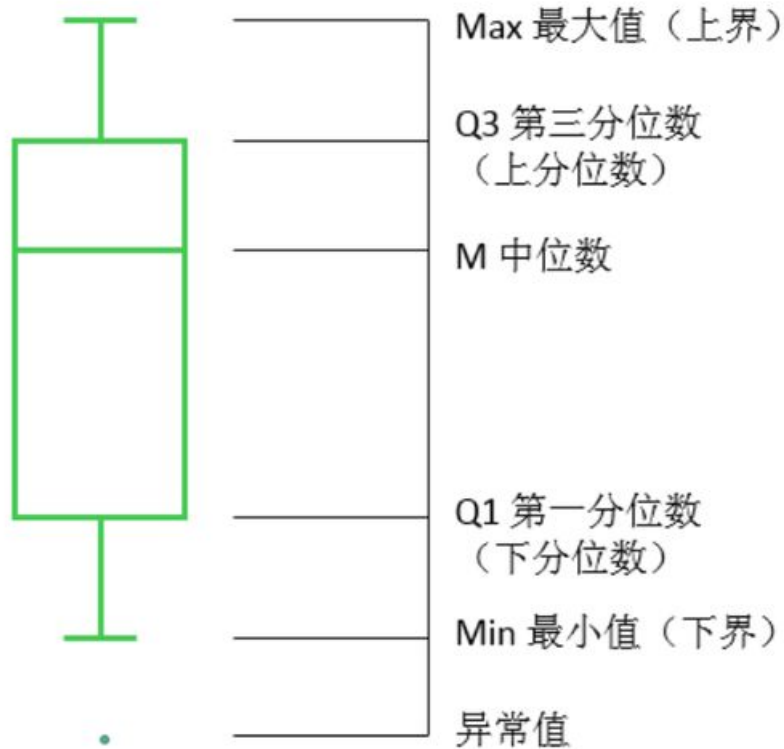 Max 最大值（上界）
Q3 第三分位数
（上分位数）
M 中位数
Q1 第一分位数
（下分位数）
Min 最小值（下界）
异常值